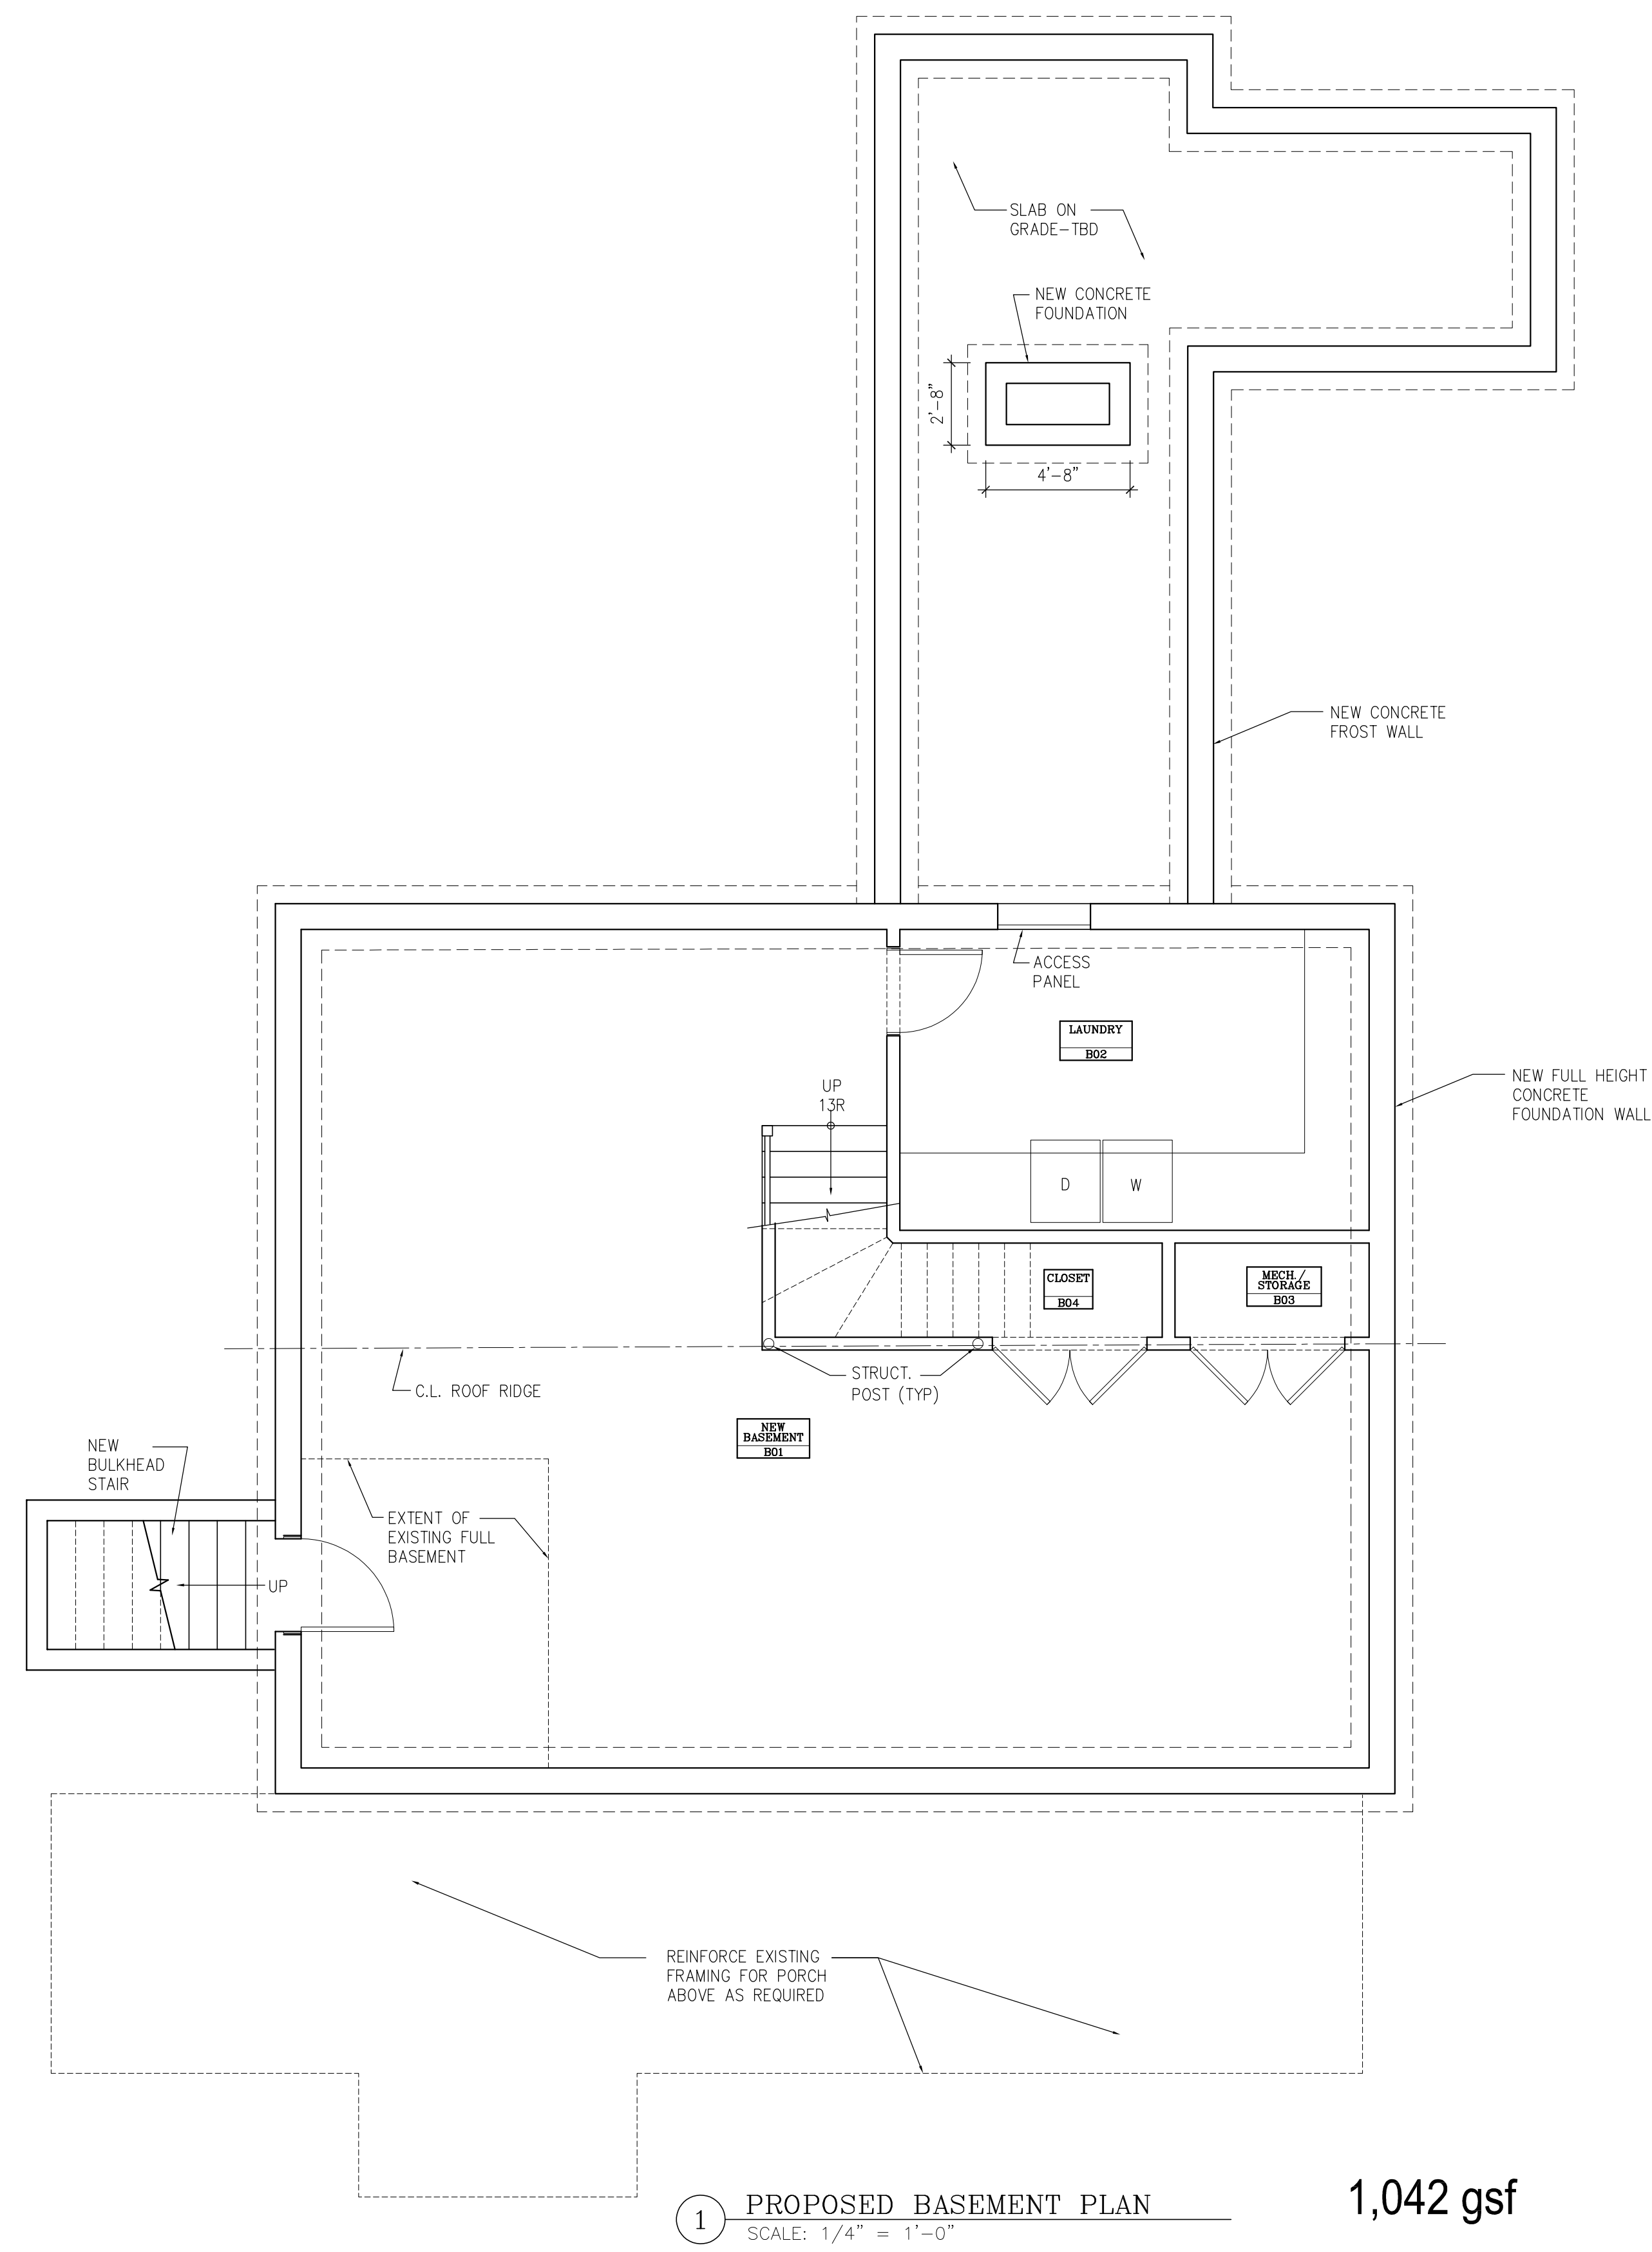 SLAB ON
GRADE-TBD
NEW CONCRETE
FOUNDATION
2'-8"
4'-8"
NEW CONCRETE
FROST WALL
ACCESS
PANEL
LAUNDRY
B02
NEW FULL HEIGHT
CONCRETE
FOUNDATION WALL
UP
13R
D
W
CLOSET
B04
MECH./
STORAGE
B03
STRUCT.
POST (TYP)
C.L. ROOF RIDGE
NEW
BASEMENT
B01
NEW
BULKHEAD
STAIR
EXTENT OF
EXISTING FULL
BASEMENT
UP
REINFORCE EXISTING
FRAMING FOR PORCH
ABOVE AS REQUIRED
1
PROPOSED BASEMENT PLAN
SCALE: 1/4" = 1'-0"
1,042 gsf